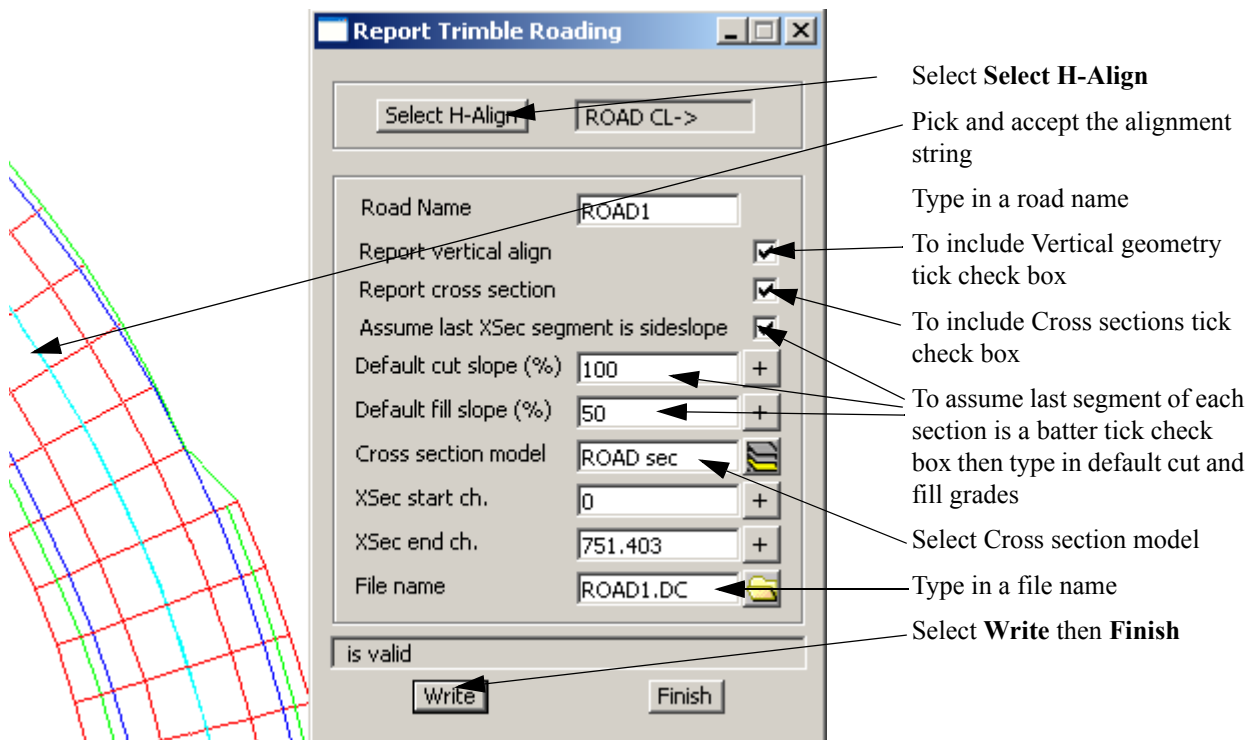 Report Trimble Roading
Select H-Align
ROAD CL->
Road Name
ROAD1
Report vertical align
Report cross section
Assume last XSec segment is sideslope
Default cut slope (%)
100
+
Default fill slope (%)
50
+
Cross section model
ROAD sec
XSec start ch.
0
+
XSec end ch.
751.403
+
File name
ROAD1.DC
is valid
Write
Finish
Select Select H-Align
Pick and accept the alignment
string
Type in a road name
To include Vertical geometry
tick check box
To include Cross sections tick
check box
To assume last segment of each
section is a batter tick check
box then type in default cut and
fill grades
Select Cross section model
Type in a file name
Select Write then Finish